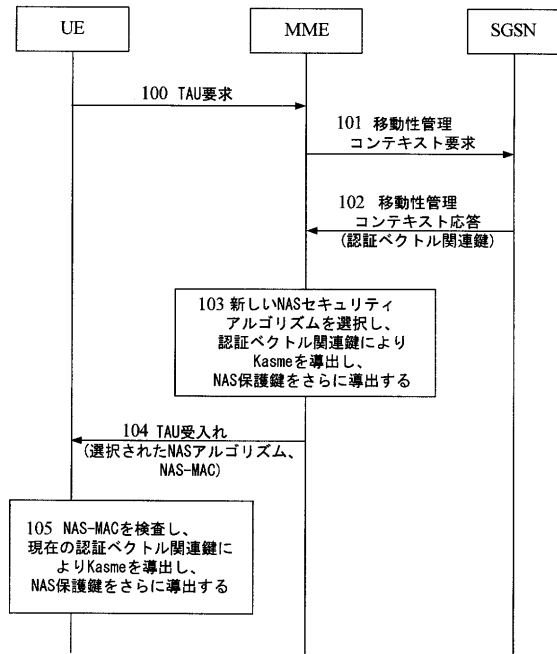 UE
MME
SGSN
100 TAU要求
101 移動性管理
コンテキスト要求
102 移動性管理
コンテキスト応答
(認証ベクトル関連鍵)
103 新しいNASセキュリティ
アルゴリズムを選択し、
認証ベクトル関連鍵により
Kasmeを導出し、
NAS保護鍵をさらに導出する
104 TAU受入れ
(選択されたNASアルゴリズム、
NAS-MAC)
105 NAS-MACを検査し、
現在の認証ベクトル関連鍵に
よりKasmeを導出し、
NAS保護鍵をさらに導出する